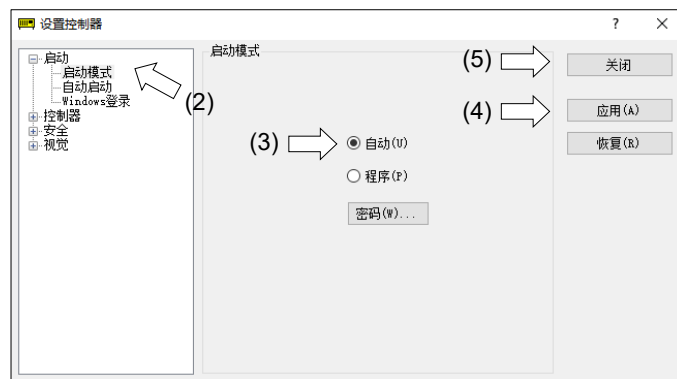 设置控制器
启动
启动模式
自动启动
Windows登录
控制器
安全
视觉
(2)
启动模式
(3)
自动(U)
程序(P)
密码(W)...
(5)
关闭
(4)
应用(A)
恢复(R)